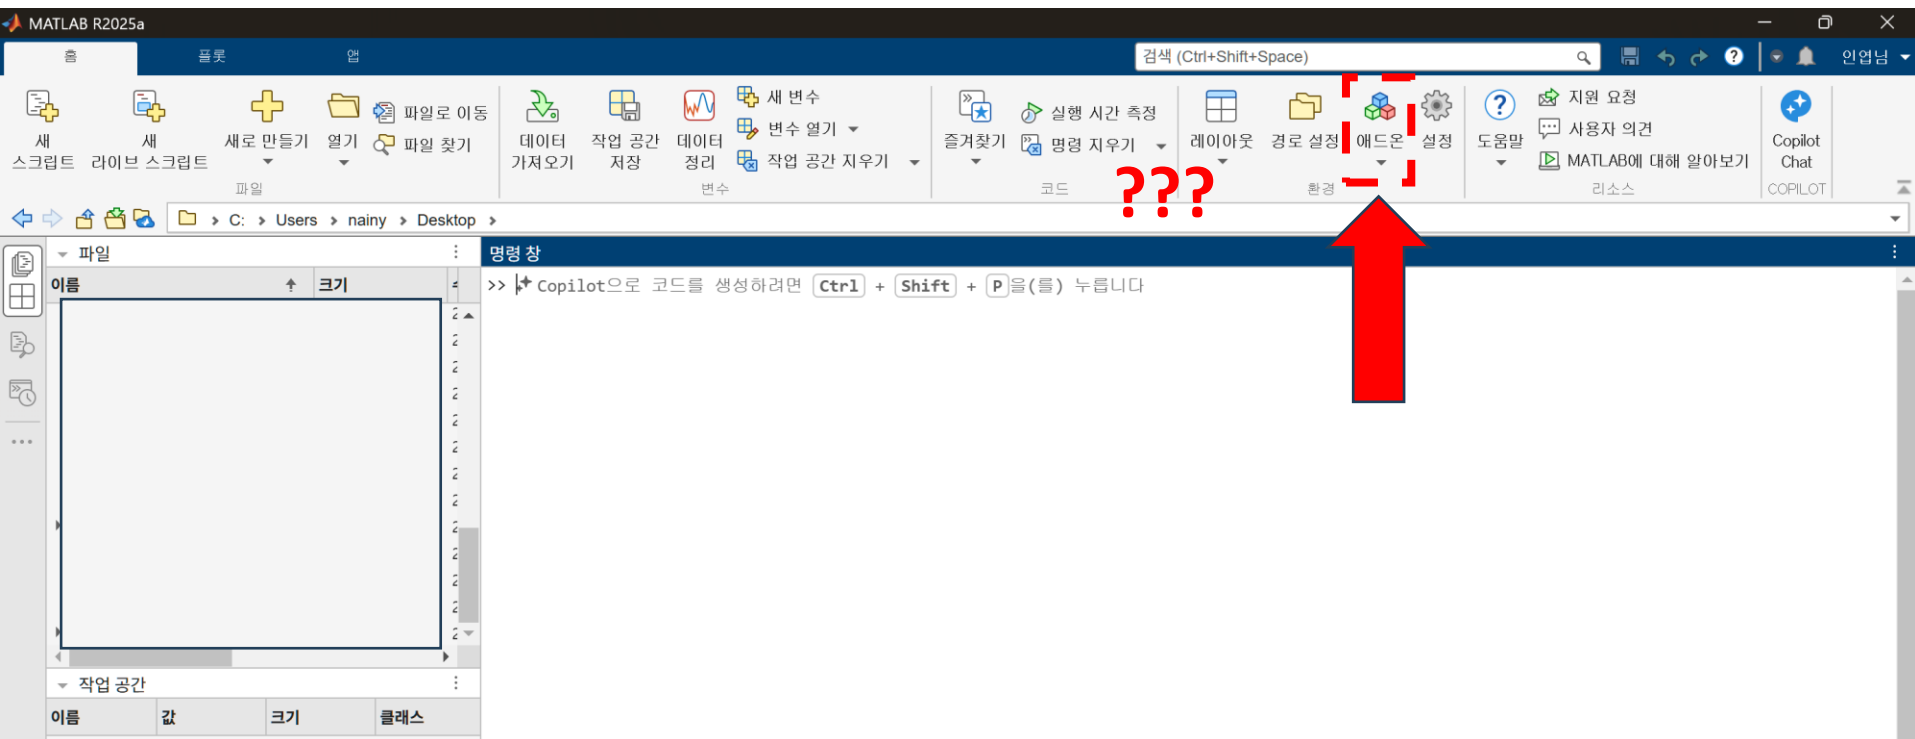 MATLAB R2025a
홈 플롯 앱 검색 (Ctrl+Shift+Space) 인엽님
새 스크립트
새 라이브 스크립트
새로 만들기
열기
파일로 이동
파일 찾기
파일
데이터 가져오기
작업 공간 저장
데이터 정리
새 변수
변수 열기
작업 공간 지우기
변수
즐겨찾기
실행 시간 측정
명령 지우기
코드
???
레이아웃
경로 설정
애드온
설정
환경
도움말
지원 요청
사용자 의견
MATLAB에 대해 알아보기
리소스
Copilot Chat
COPILOT
C: Users nainy Desktop
파일
이름 크기
명령 창
>> Copilot으로 코드를 생성하려면 Ctrl + Shift + P을(를) 누릅니다
작업 공간
이름 값 크기 클래스